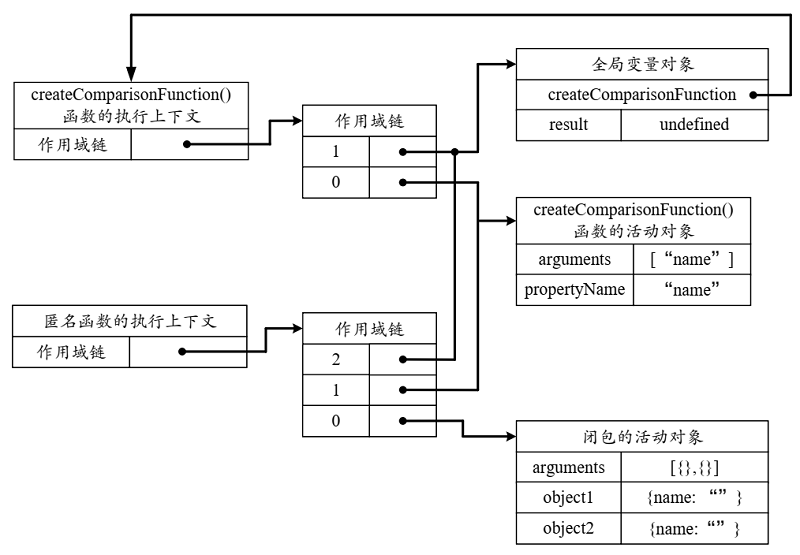 createComparisonFunction()
函数的执行上下文
作用域链
作用域链
1
0
全局变量对象
createComparisonFunction
result undefined
createComparisonFunction()
函数的活动对象
arguments [“name”]
propertyName “name”
匿名函数的执行上下文
作用域链
作用域链
2
1
0
闭包的活动对象
arguments [{},{}]
object1 {name: “”}
object2 {name: “”}